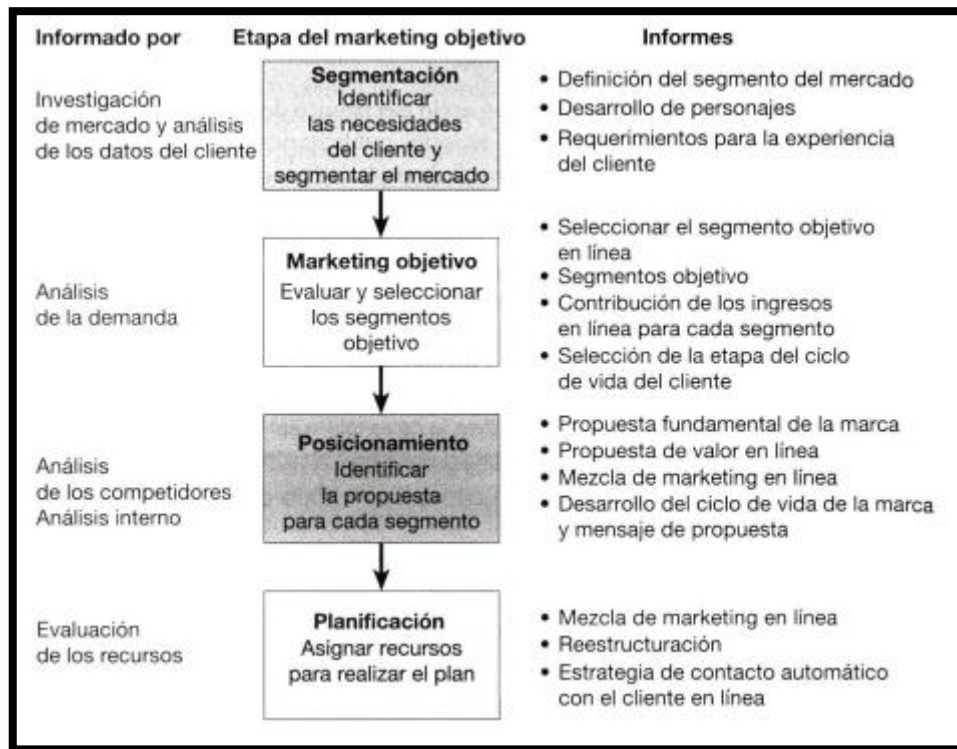 Informado por
Etapa del marketing objetivo
Informes
Investigación
de mercado y análisis
de los datos del cliente
Segmentación
Identificar
las necesidades
del cliente y
segmentar el mercado
• Definición del segmento del mercado
• Desarrollo de personajes
• Requerimientos para la experiencia
del cliente
Análisis
de la demanda
Marketing objetivo
Evaluar y seleccionar
los segmentos
objetivo
• Seleccionar el segmento objetivo
en línea
• Segmentos objetivo
• Contribución de los ingresos
en línea para cada segmento
• Selección de la etapa del ciclo
de vida del cliente
Análisis
de los competidores
Análisis interno
Posicionamiento
Identificar
la propuesta
para cada segmento
• Propuesta fundamental de la marca
• Propuesta de valor en línea
• Mezcla de marketing en línea
• Desarrollo del ciclo de vida de la marca
y mensaje de propuesta
Evaluación
de los recursos
Planificación
Asignar recursos
para realizar el plan
• Mezcla de marketing en línea
• Reestructuración
• Estrategia de contacto automático
con el cliente en línea